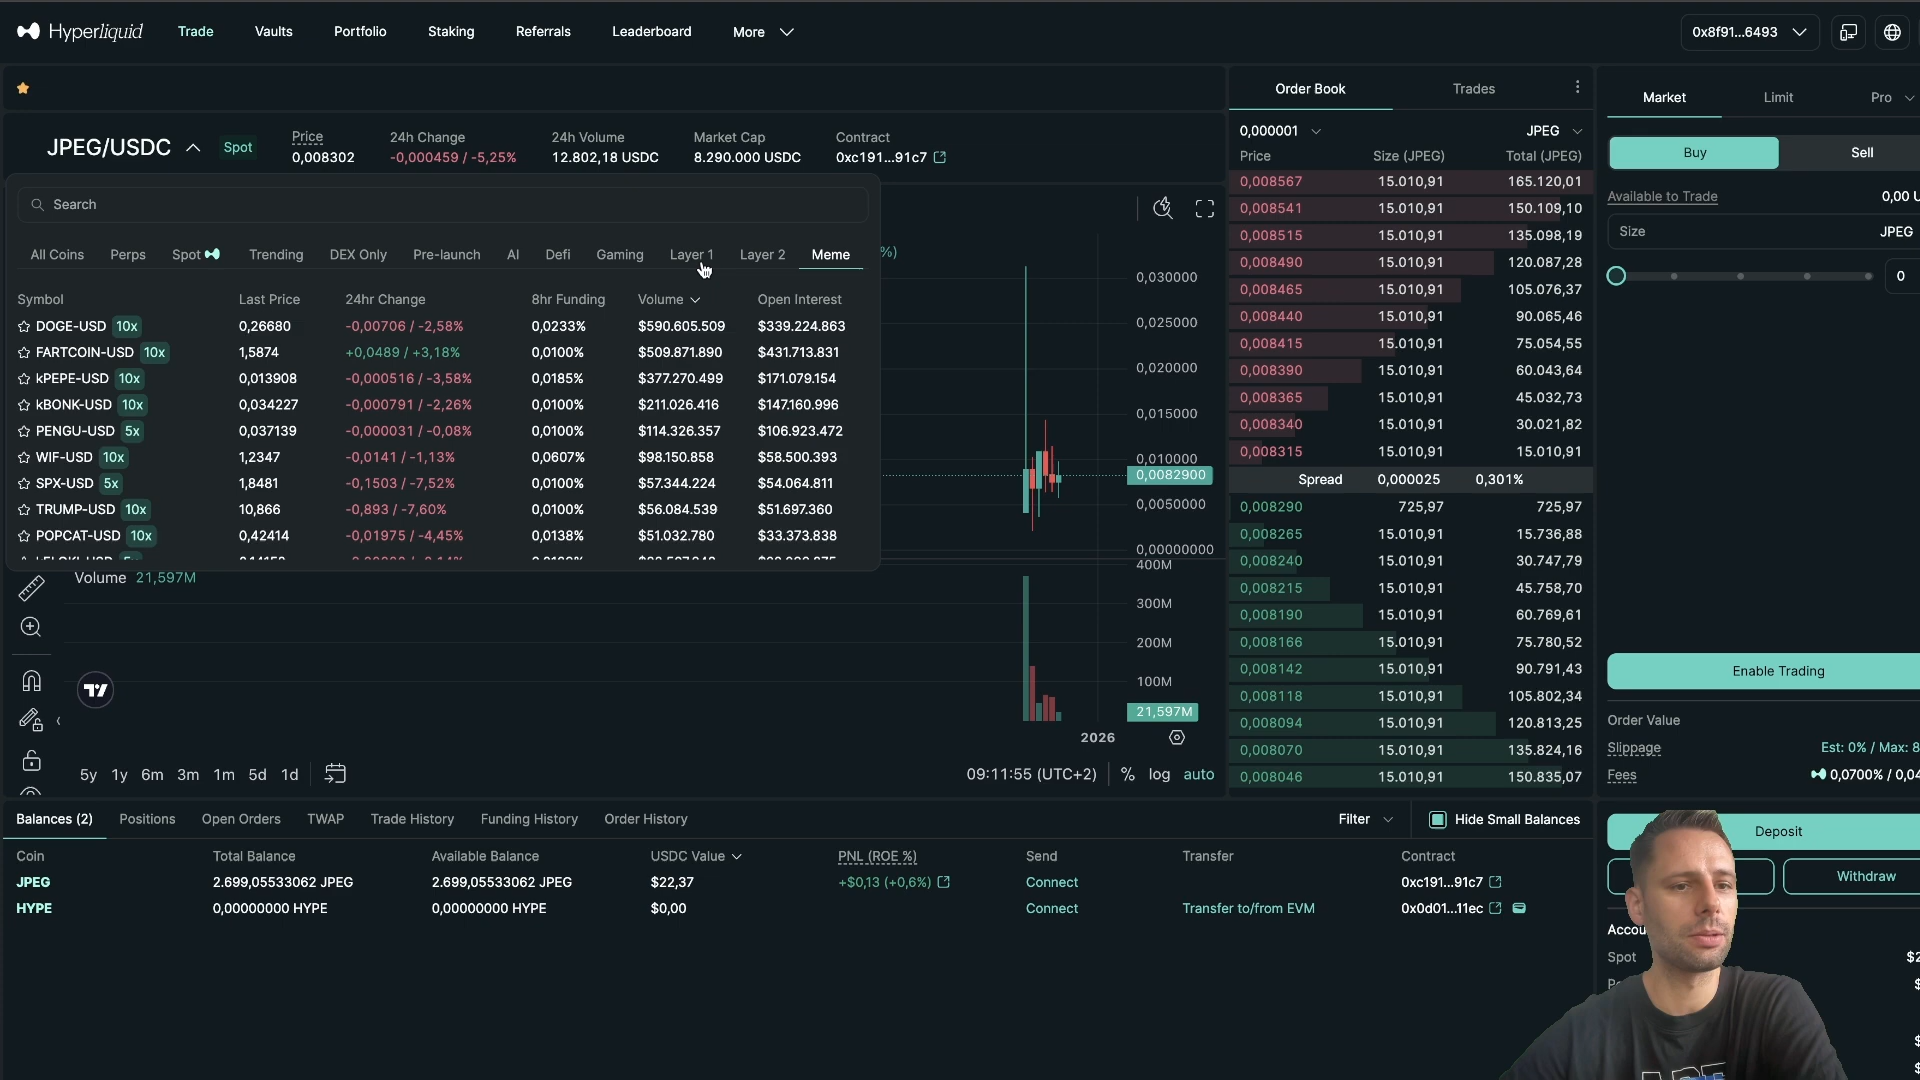 Hyperliquid Trade Vaults Portfolio Staking Referrals Leaderboard More 0x8f91...6493
JPEG/USDC Spot
Price
0,008302
24h Change
-0,000459 / -5,25%
24h Volume
12.802,18 USDC
Market Cap
8.290.000 USDC
Contract
0xc191...91c7
Search
All Coins Perps Spot Trending DEX Only Pre-launch AI Defi Gaming Layer 1 Layer 2 Meme
Symbol Last Price 24hr Change 8hr Funding Volume Open Interest
DOGE-USD 10x 0,26680 -0,00706 / -2,58% 0,0233% $590.605.509 $339.224.863
FARTCOIN-USD 10x 1,5874 +0,0489 / +3,18% 0,0100% $509.871.890 $431.713.831
kPEPE-USD 10x 0,013908 -0,000516 / -3,58% 0,0185% $377.270.499 $171.079.154
kBONK-USD 10x 0,034227 -0,000791 / -2,26% 0,0100% $211.026.416 $147.160.996
PENGU-USD 5x 0,037139 -0,000031 / -0,08% 0,0100% $114.326.357 $106.923.472
WIF-USD 10x 1,2347 -0,0141 / -1,13% 0,0607% $98.150.858 $58.500.393
SPX-USD 5x 1,8481 -0,1503 / -7,52% 0,0100% $57.344.224 $54.064.811
TRUMP-USD 10x 10,866 -0,893 / -7,60% 0,0100% $56.084.539 $51.697.360
POPCAT-USD 10x 0,42414 -0,01975 / -4,45% 0,0138% $51.032.780 $33.373.838
%)
0,030000
0,025000
0,020000
0,015000
0,010000
0,0082900
0,0050000
0,00000000
Volume 21,597M
400M
300M
200M
100M
21,597M
2026
5y 1y 6m 3m 1m 5d 1d
09:11:55 (UTC+2) % log auto
Order Book Trades
0,000001 JPEG
Price Size (JPEG) Total (JPEG)
0,008567 15.010,91 165.120,01
0,008541 15.010,91 150.109,10
0,008515 15.010,91 135.098,19
0,008490 15.010,91 120.087,28
0,008465 15.010,91 105.076,37
0,008440 15.010,91 90.065,46
0,008415 15.010,91 75.054,55
0,008390 15.010,91 60.043,64
0,008365 15.010,91 45.032,73
0,008340 15.010,91 30.021,82
0,008315 15.010,91 15.010,91
Spread 0,000025 0,301%
0,008290 725,97 725,97
0,008265 15.010,91 15.736,88
0,008240 15.010,91 30.747,79
0,008215 15.010,91 45.758,70
0,008190 15.010,91 60.769,61
0,008166 15.010,91 75.780,52
0,008142 15.010,91 90.791,43
0,008118 15.010,91 105.802,34
0,008094 15.010,91 120.813,25
0,008070 15.010,91 135.824,16
0,008046 15.010,91 150.835,07
Market Limit Pro
Buy Sell
Available to Trade 0,00 U
Size JPEG
0
Enable Trading
Order Value
Slippage Est: 0% / Max: 8
Fees 0,0700% / 0,04
Balances (2) Positions Open Orders TWAP Trade History Funding History Order History Filter Hide Small Balances
Coin Total Balance Available Balance USDC Value PNL (ROE %) Send Transfer Contract
JPEG 2.699,05533062 JPEG 2.699,05533062 JPEG $22,37 +$0,13 (+0,6%) Connect 0xc191...91c7
HYPE 0,00000000 HYPE 0,00000000 HYPE $0,00 Connect Transfer to/from EVM 0x0d01...11ec
Deposit
Withdraw
Accou
Spot $2